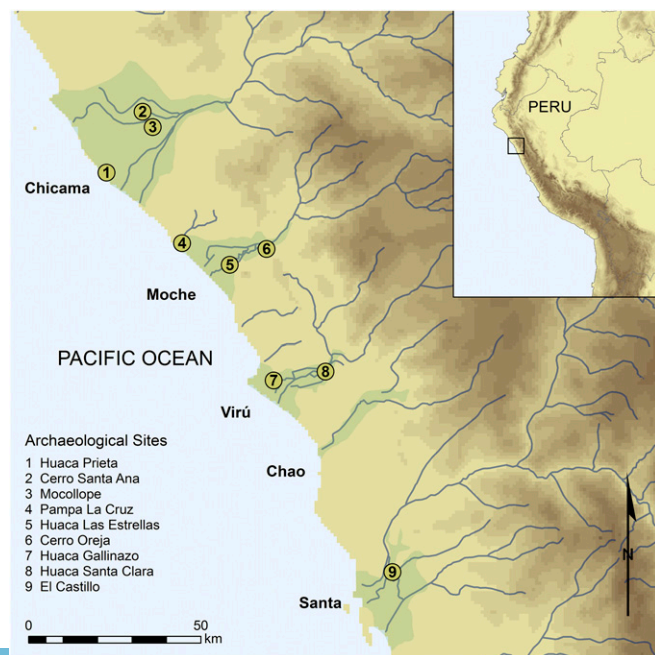 PERU
2
3
1
Chicama
4
6
5
Moche
PACIFIC OCEAN
7
8
Virú
Chao
9
Santa
N
Archaeological Sites
1 Huaca Prieta
2 Cerro Santa Ana
3 Mocollope
4 Pampa La Cruz
5 Huaca Las Estrellas
6 Cerro Oreja
7 Huaca Gallinazo
8 Huaca Santa Clara
9 El Castillo
0 50
km